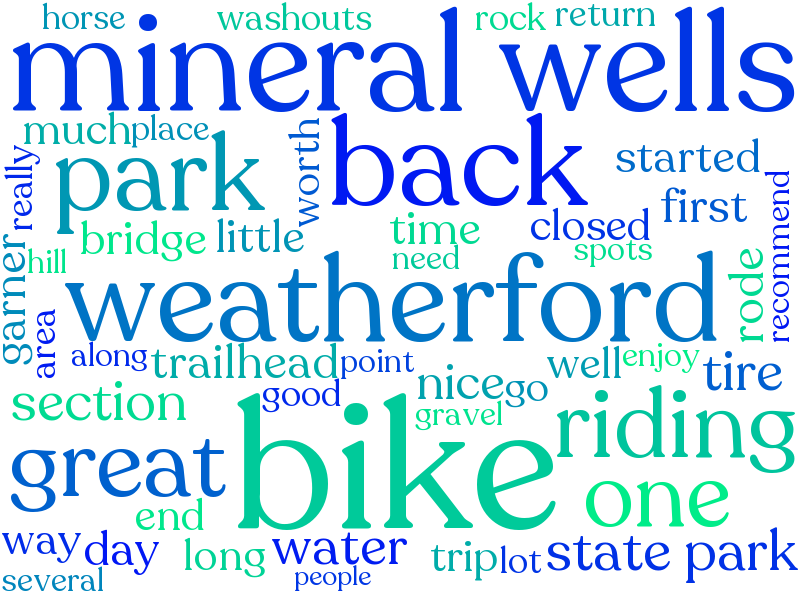 horse washouts rock return
mineral wells
much place
park
worth
back
started
really
first
recommend
closed
bridge little time
spots
hill
need
garner
weatherford
rode
area
along trailhead point
well enjoy
tire
good
nice go
section
gravel
riding
great
bike
one
end
way day long water trip lot state park
several
people